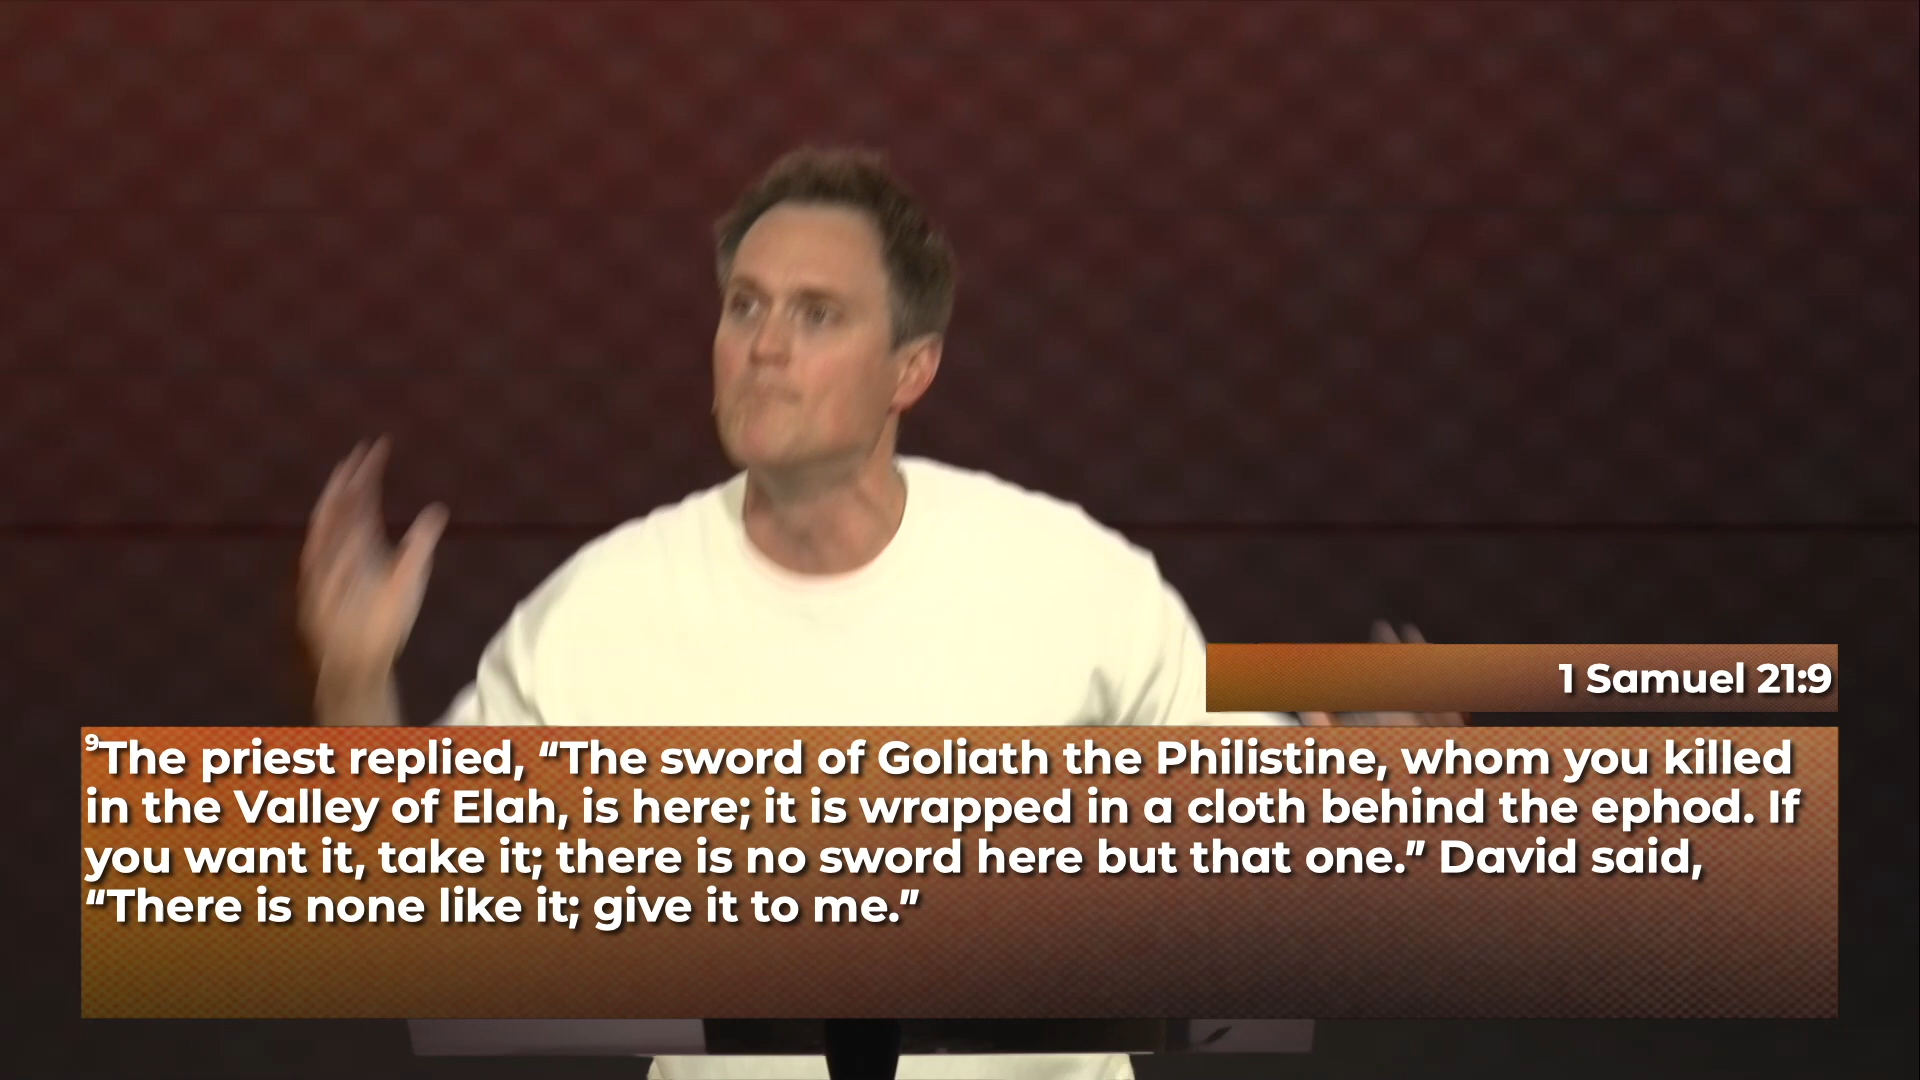 1 Samuel 21:9
⁹The priest replied, “The sword of Goliath the Philistine, whom you killed
in the Valley of Elah, is here; it is wrapped in a cloth behind the ephod. If
you want it, take it; there is no sword here but that one.” David said,
“There is none like it; give it to me.”